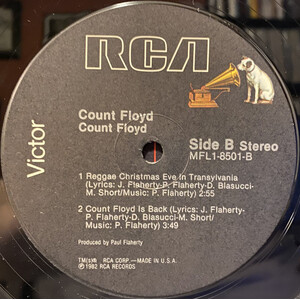 RCA
Victor
Count Floyd
Count Floyd
Side B Stereo
MFL1-8501-B
1 Reggae Christmas Eve In Transylvania
(Lyrics: J. Flaherty-P. Flaherty-D. Blasucci-
M. Short/Music: P. Flaherty) 2:55
2 Count Floyd Is Back (Lyrics: J. Flaherty-
P. Flaherty-D. Blasucci-M. Short/
Music: P. Flaherty) 3:49
Produced by Paul Flaherty
TM(s)® RCA CORP.—MADE IN U.S.A.
℗ 1982 RCA RECORDS